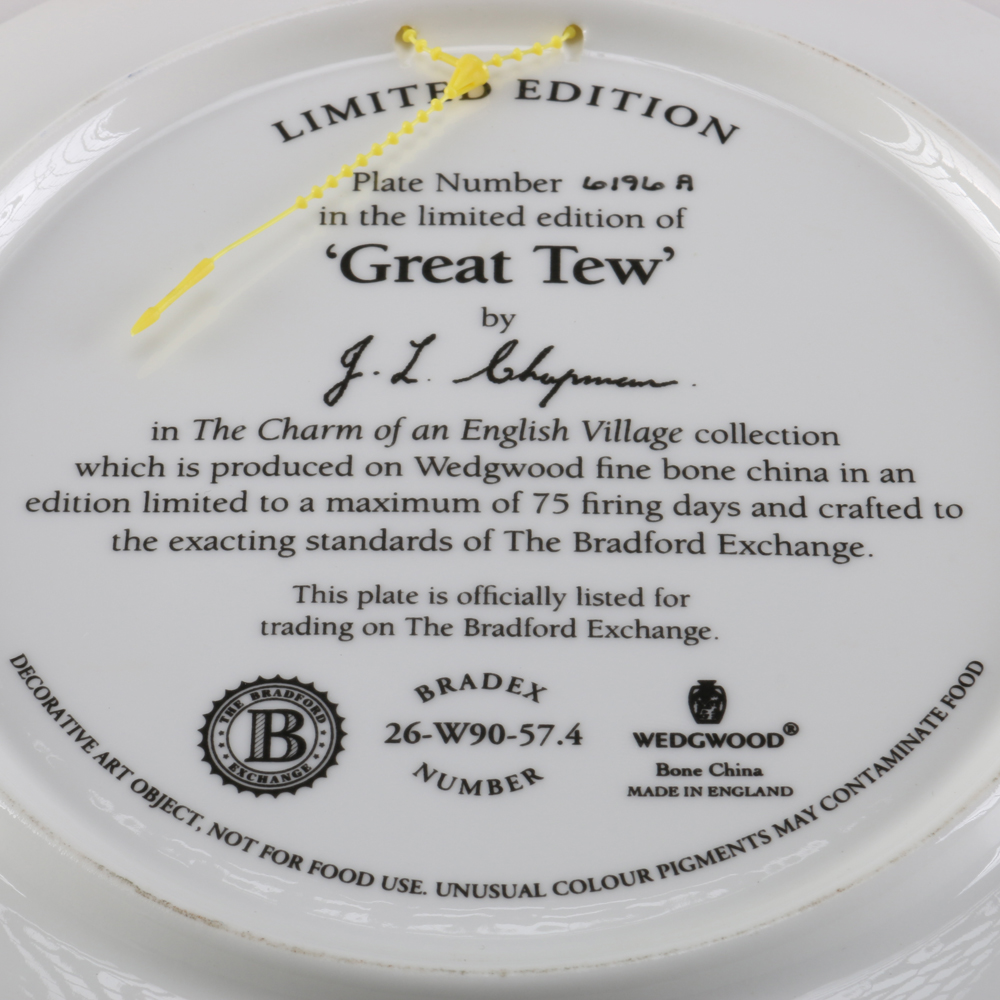 LIMITED EDITION
Plate Number 6196 A
in the limited edition of
‘Great Tew’
by
J. L. Chapman.
in The Charm of an English Village collection
which is produced on Wedgwood fine bone china in an
edition limited to a maximum of 75 firing days and crafted to
the exacting standards of The Bradford Exchange.
This plate is officially listed for
trading on The Bradford Exchange.
THE BRADFORD
B
EXCHANGE
BRADEX
26-W90-57.4
NUMBER
WEDGWOOD®
Bone China
MADE IN ENGLAND
DECORATIVE ART OBJECT, NOT FOR FOOD USE. UNUSUAL COLOUR PIGMENTS MAY CONTAMINATE FOOD